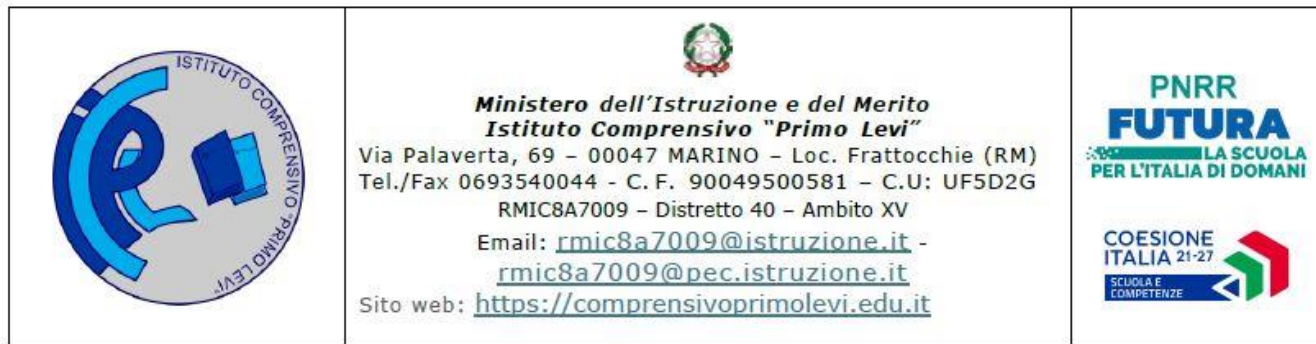 ISTITUTO COMPRENSIVO "PRIMO LEVI"
Ministero dell'Istruzione e del Merito
Istituto Comprensivo "Primo Levi"
Via Palaverta, 69 – 00047 MARINO – Loc. Frattocchie (RM)
Tel./Fax 0693540044 - C. F. 90049500581 – C.U: UF5D2G
RMIC8A7009 – Distretto 40 – Ambito XV
Email: rmic8a7009@istruzione.it -
rmic8a7009@pec.istruzione.it
Sito web: https://comprensivoprimolevi.edu.it
PNRR
FUTURA
LA SCUOLA
PER L'ITALIA DI DOMANI
COESIONE
ITALIA 21-27
SCUOLA E
COMPETENZE